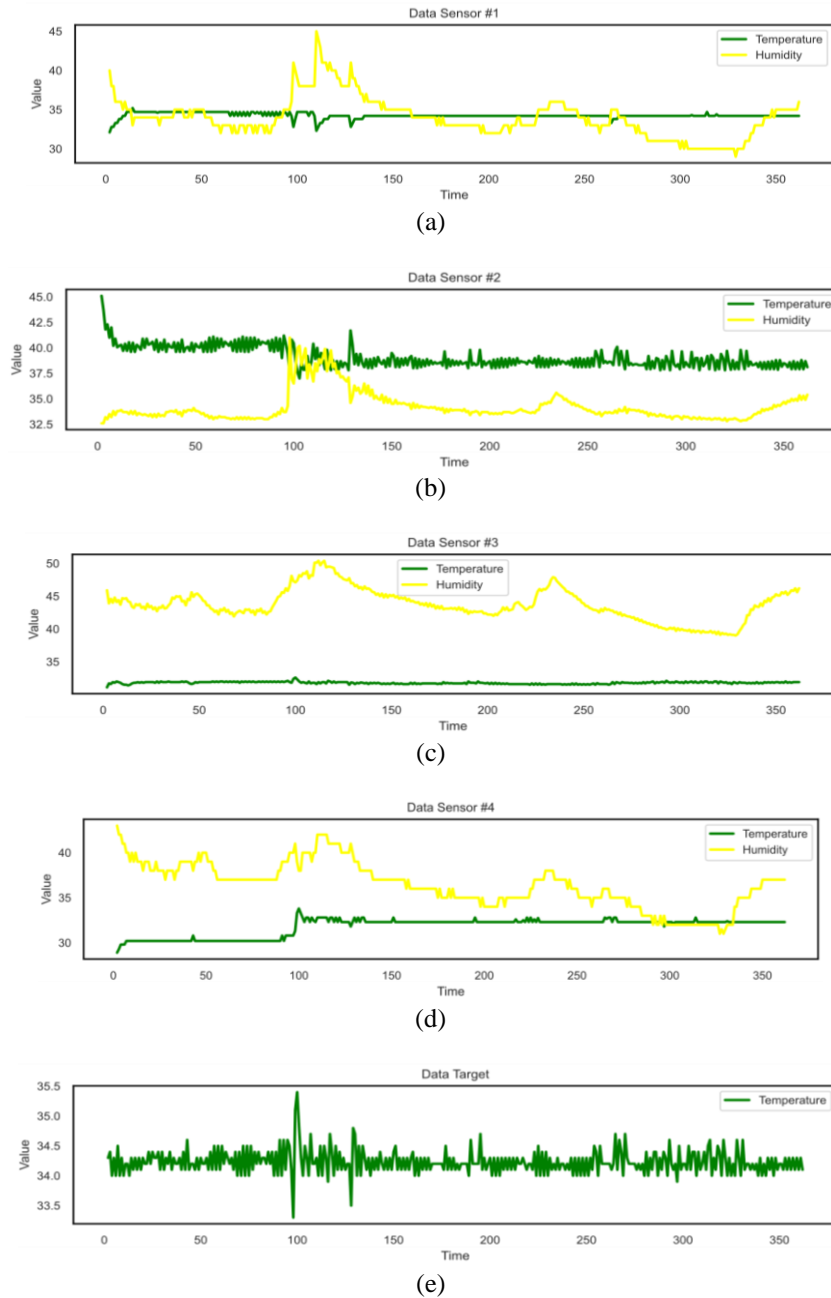 Data Sensor #1
45
40
35
30
Value
Temperature
Humidity
0 50 100 150 200 250 300 350
Time
(a)
Data Sensor #2
45.0
42.5
40.0
37.5
35.0
32.5
Value
Temperature
Humidity
0 50 100 150 200 250 300 350
Time
(b)
Data Sensor #3
50
45
40
35
Value
Temperature
Humidity
0 50 100 150 200 250 300 350
Time
(c)
Data Sensor #4
40
35
30
Value
Temperature
Humidity
0 50 100 150 200 250 300 350
Time
(d)
Data Target
35.5
35.0
34.5
34.0
33.5
Value
Temperature
0 50 100 150 200 250 300 350
Time
(e)